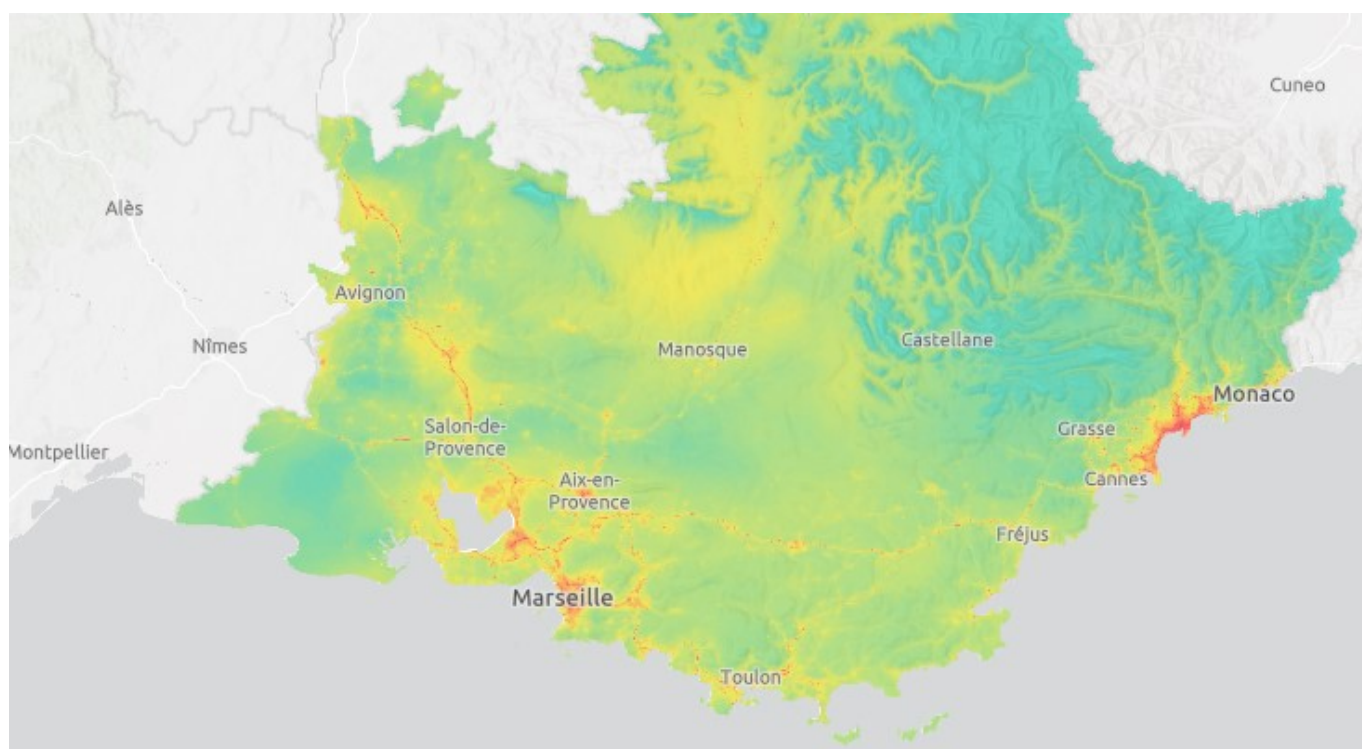 Cuneo
Alès
Avignon
Nîmes
Manosque
Castellane
Monaco
Salon-de-
Provence
Grasse
Montpellier
Aix-en-
Provence
Cannes
Fréjus
Marseille
Toulon